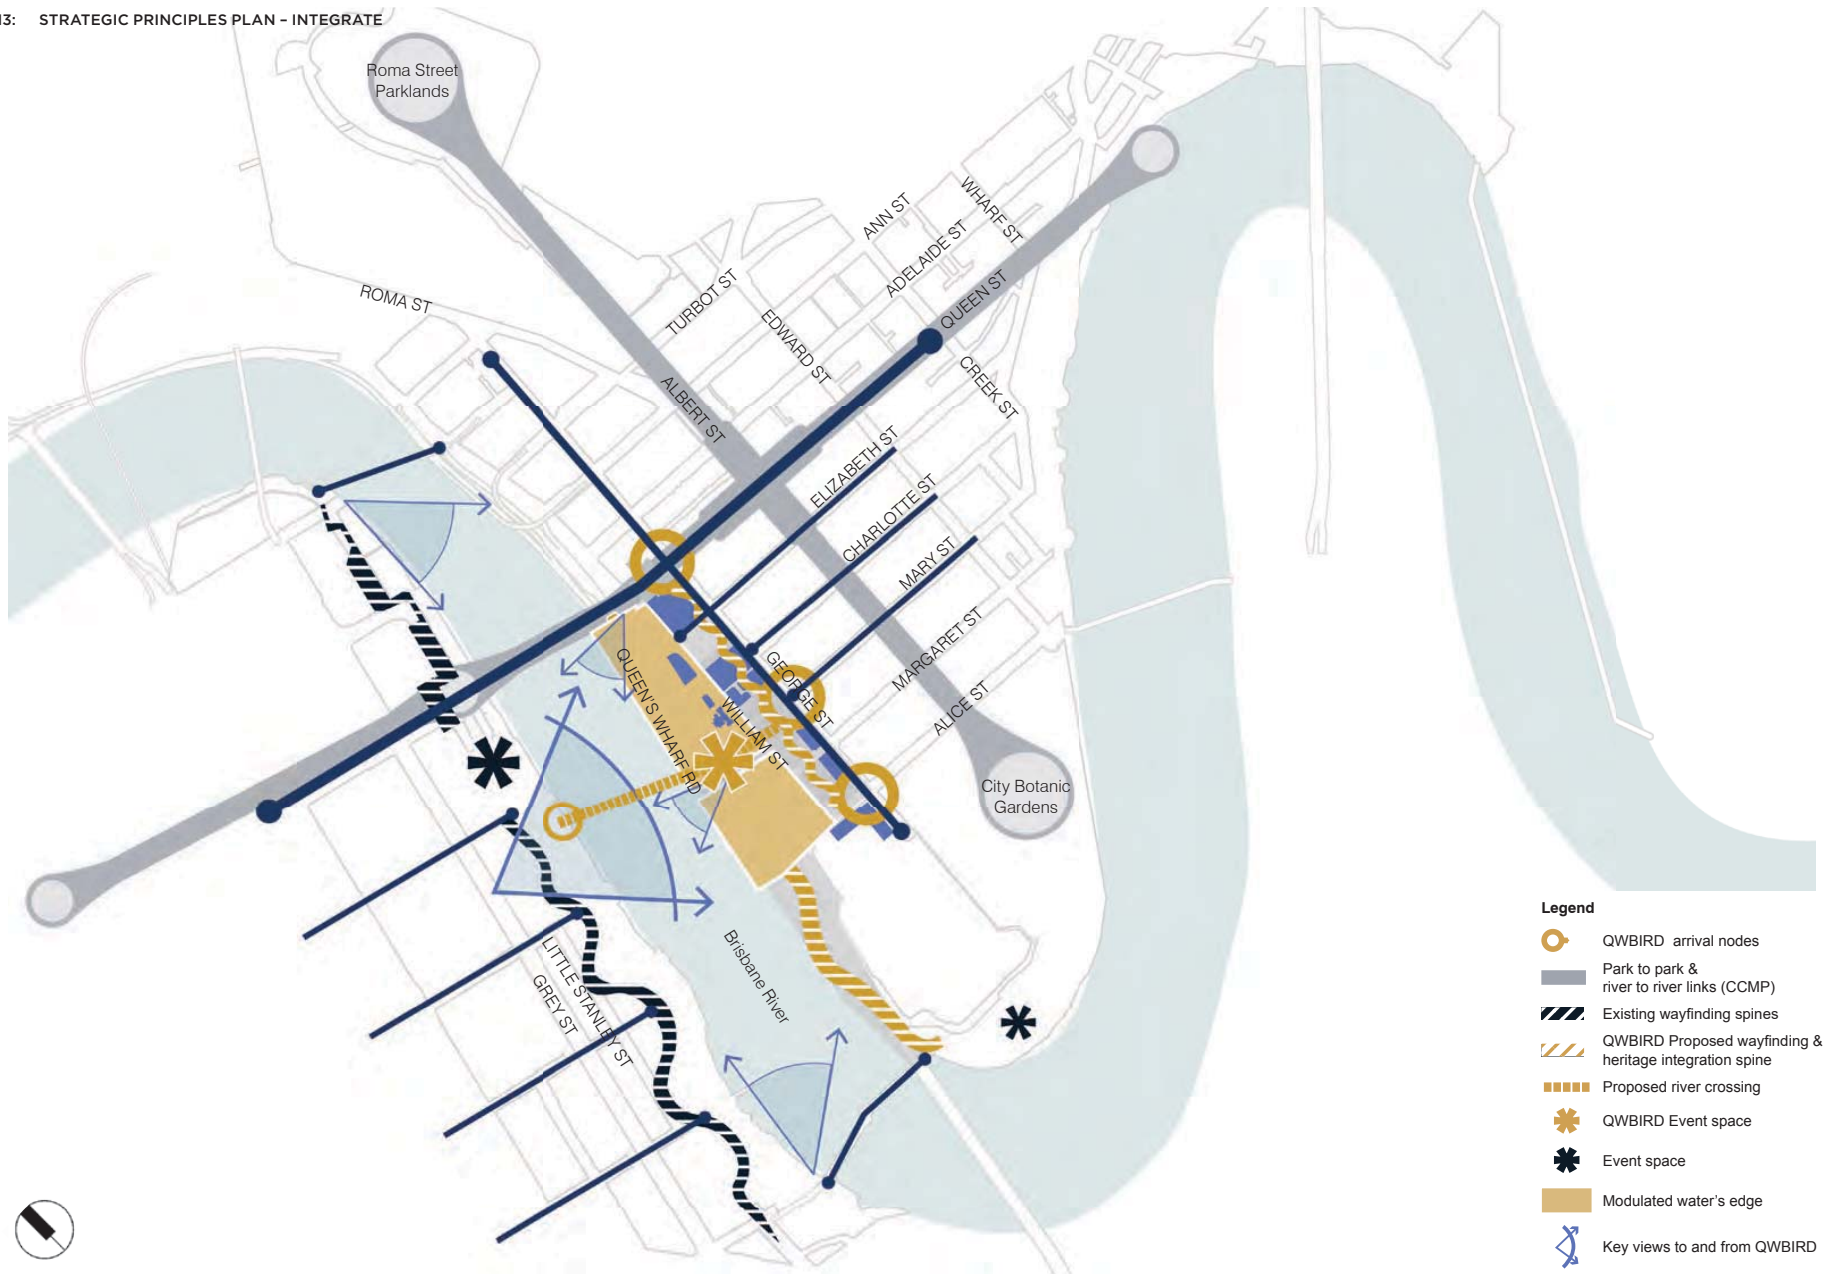 13: STRATEGIC PRINCIPLES PLAN – INTEGRATE
Roma Street
Parklands
ROMA ST
TURBOT ST
ANN ST
WHARF ST
ADELAIDE ST
QUEEN ST
EDWARD ST
CREEK ST
ALBERT ST
ELIZABETH ST
CHARLOTTE ST
MARY ST
MARGARET ST
ALICE ST
GEORGE ST
WILLIAM ST
QUEEN'S WHARF RD
City Botanic
Gardens
Brisbane River
LITTLE STANLEY ST
GREY ST
Legend
QWBIRD arrival nodes
Park to park &
river to river links (CCMP)
Existing wayfinding spines
QWBIRD Proposed wayfinding &
heritage integration spine
Proposed river crossing
QWBIRD Event space
Event space
Modulated water's edge
Key views to and from QWBIRD